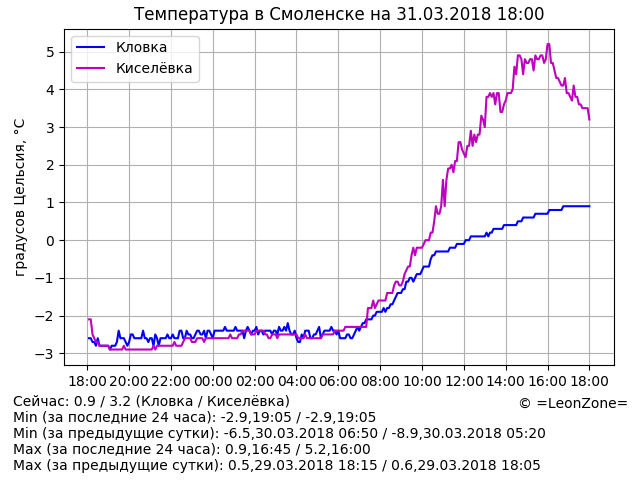 Температура в Смоленске на 31.03.2018 18:00
Кловка
Киселёвка
градусов Цельсия, °C
5
4
3
2
1
0
−1
−2
−3
18:00 20:00 22:00 00:00 02:00 04:00 06:00 08:00 10:00 12:00 14:00 16:00 18:00
Сейчас: 0.9 / 3.2 (Кловка / Киселёвка)
© =LeonZone=
Min (за последние 24 часа): -2.9,19:05 / -2.9,19:05
Min (за предыдущие сутки): -6.5,30.03.2018 06:50 / -8.9,30.03.2018 05:20
Max (за последние 24 часа): 0.9,16:45 / 5.2,16:00
Max (за предыдущие сутки): 0.5,29.03.2018 18:15 / 0.6,29.03.2018 18:05